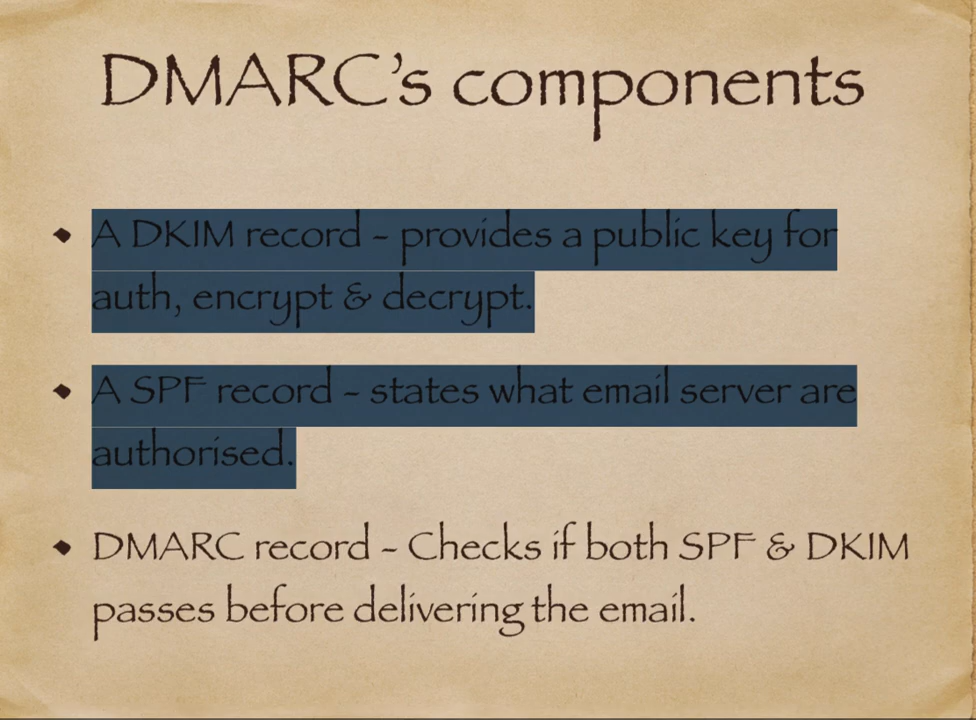 DMARC’s components
• A DKIM record - provides a public key for
auth, encrypt & decrypt.
• A SPF record - states what email server are
authorised.
• DMARC record - Checks if both SPF & DKIM
passes before delivering the email.